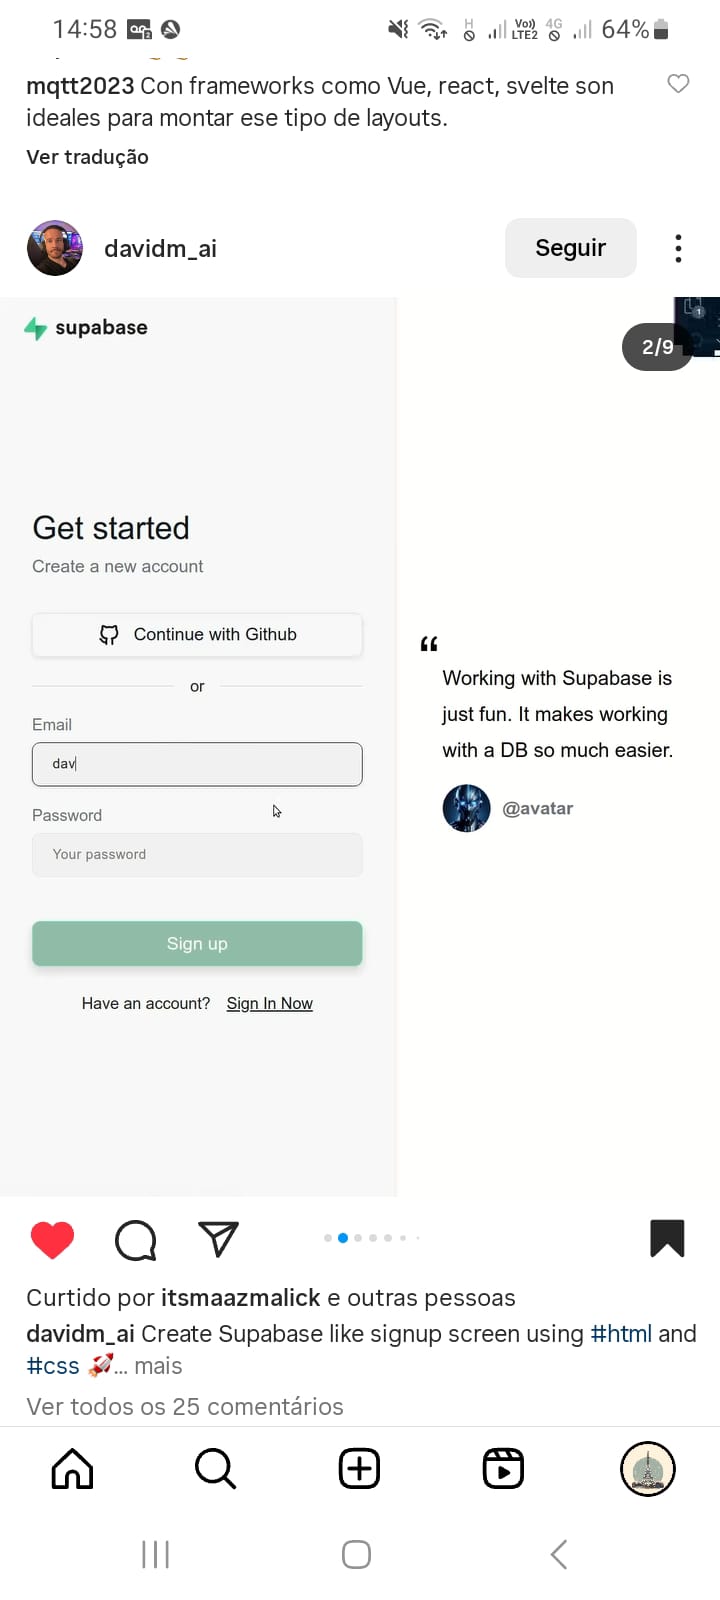 14:58
H
Vo))
LTE2
4G
64%
mqtt2023 Con frameworks como Vue, react, svelte son
ideales para montar ese tipo de layouts.
Ver tradução
davidm_ai
Seguir
supabase
1
2/9
Get started
Create a new account
Continue with Github
or
Email
dav
Password
Your password
Sign up
Have an account? Sign In Now
“
Working with Supabase is
just fun. It makes working
with a DB so much easier.
@avatar
Curtido por itsmaazmalick e outras pessoas
davidm_ai Create Supabase like signup screen using #html and
#css 🚀... mais
Ver todos os 25 comentários